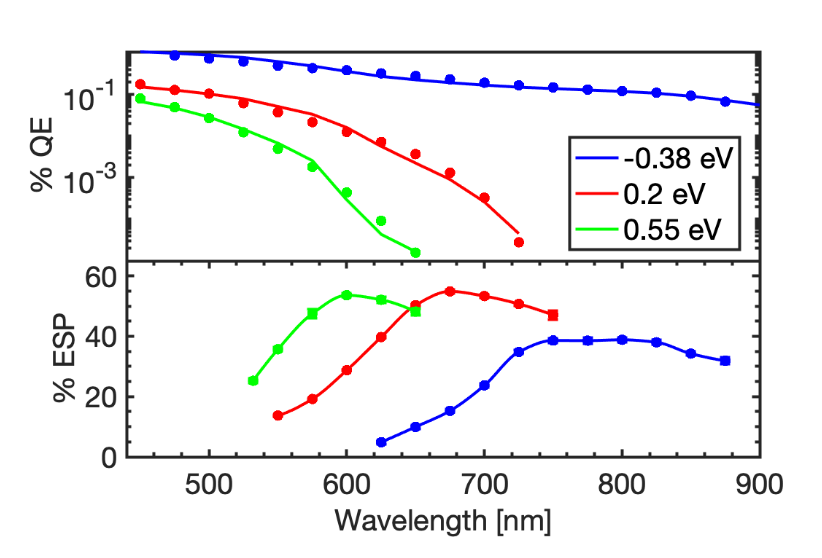 % QE
10⁻¹
10⁻³
-0.38 eV
0.2 eV
0.55 eV
% ESP
60
40
20
0
500 600 700 800 900
Wavelength [nm]